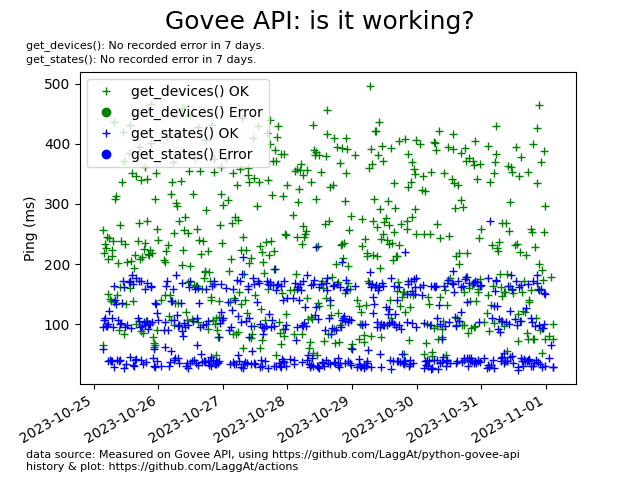 Govee API: is it working?
get_devices(): No recorded error in 7 days.
get_states(): No recorded error in 7 days.
get_devices() OK
get_devices() Error
get_states() OK
get_states() Error
Ping (ms)
500
400
300
200
100
2023-10-25
2023-10-26
2023-10-27
2023-10-28
2023-10-29
2023-10-30
2023-10-31
2023-11-01
data source: Measured on Govee API, using https://github.com/LaggAt/python-govee-api
history & plot: https://github.com/LaggAt/actions